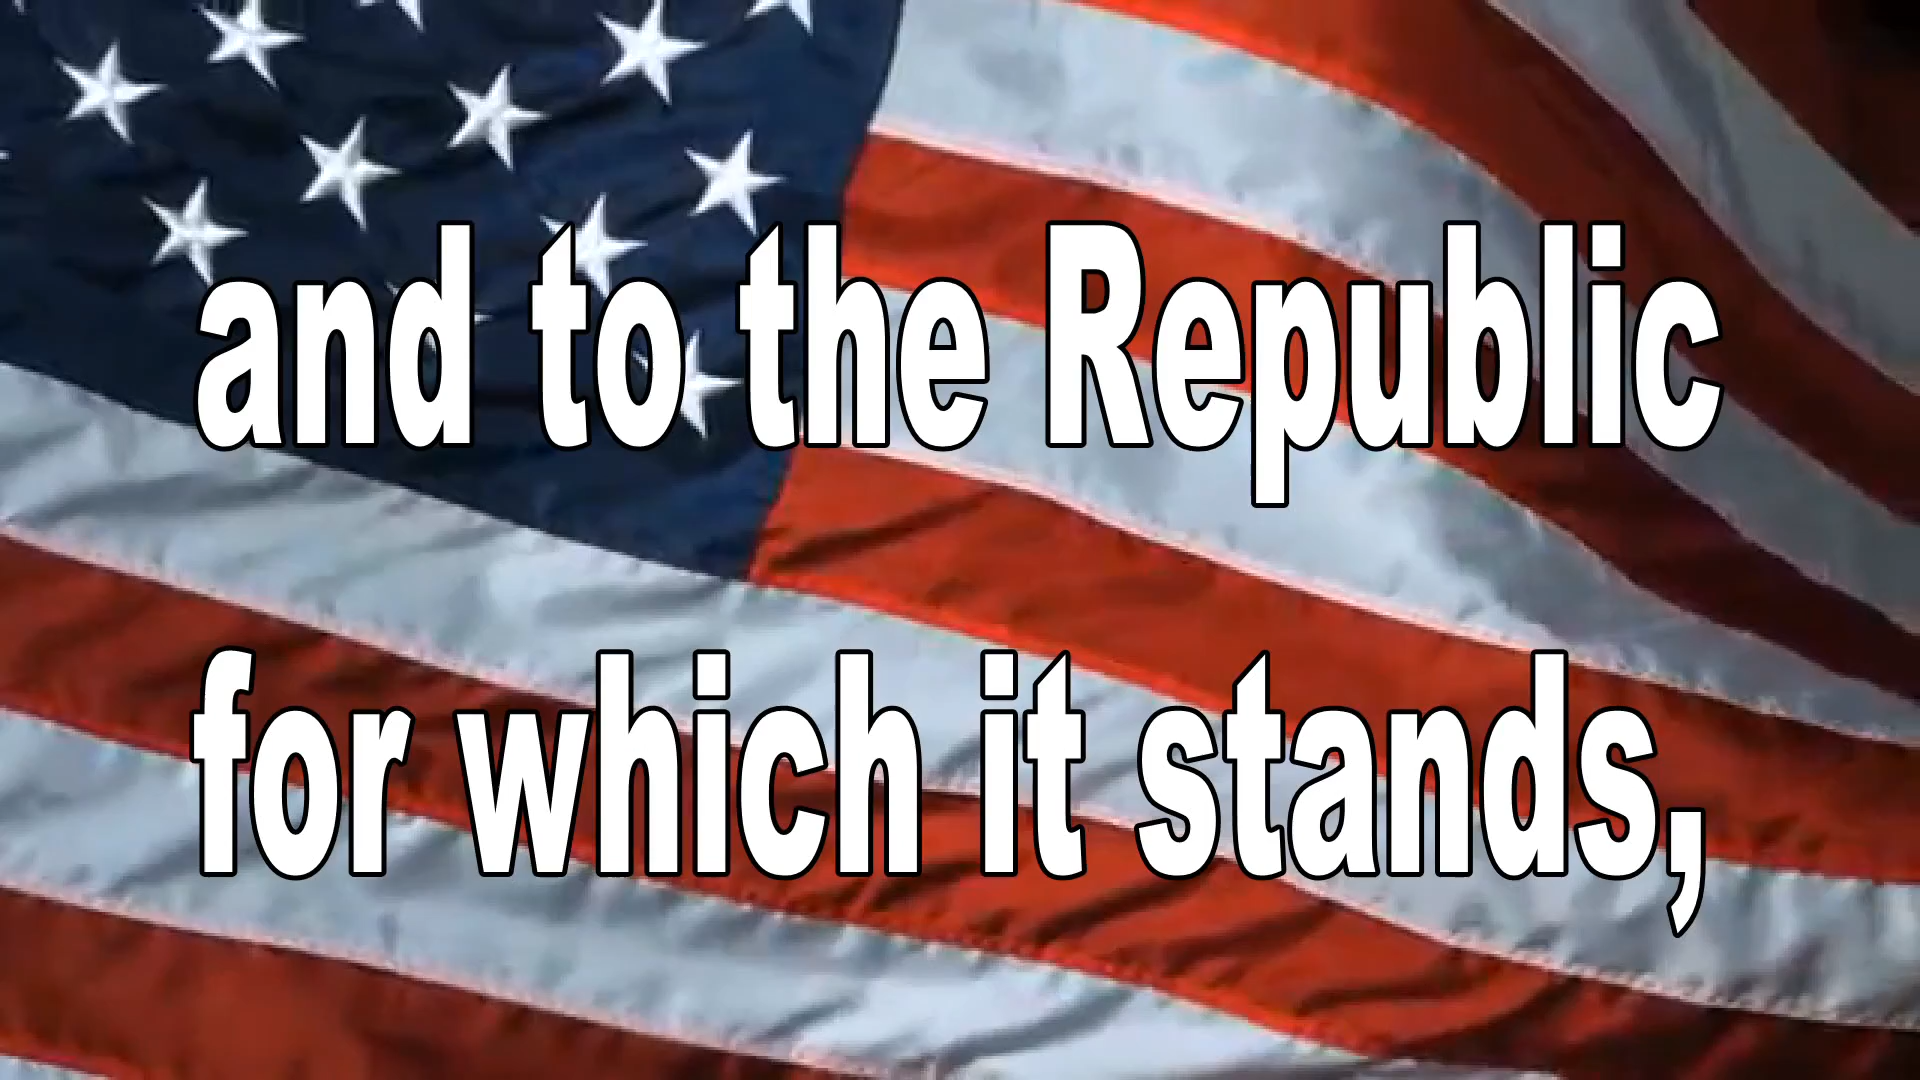 and to the Republic
for which it stands,